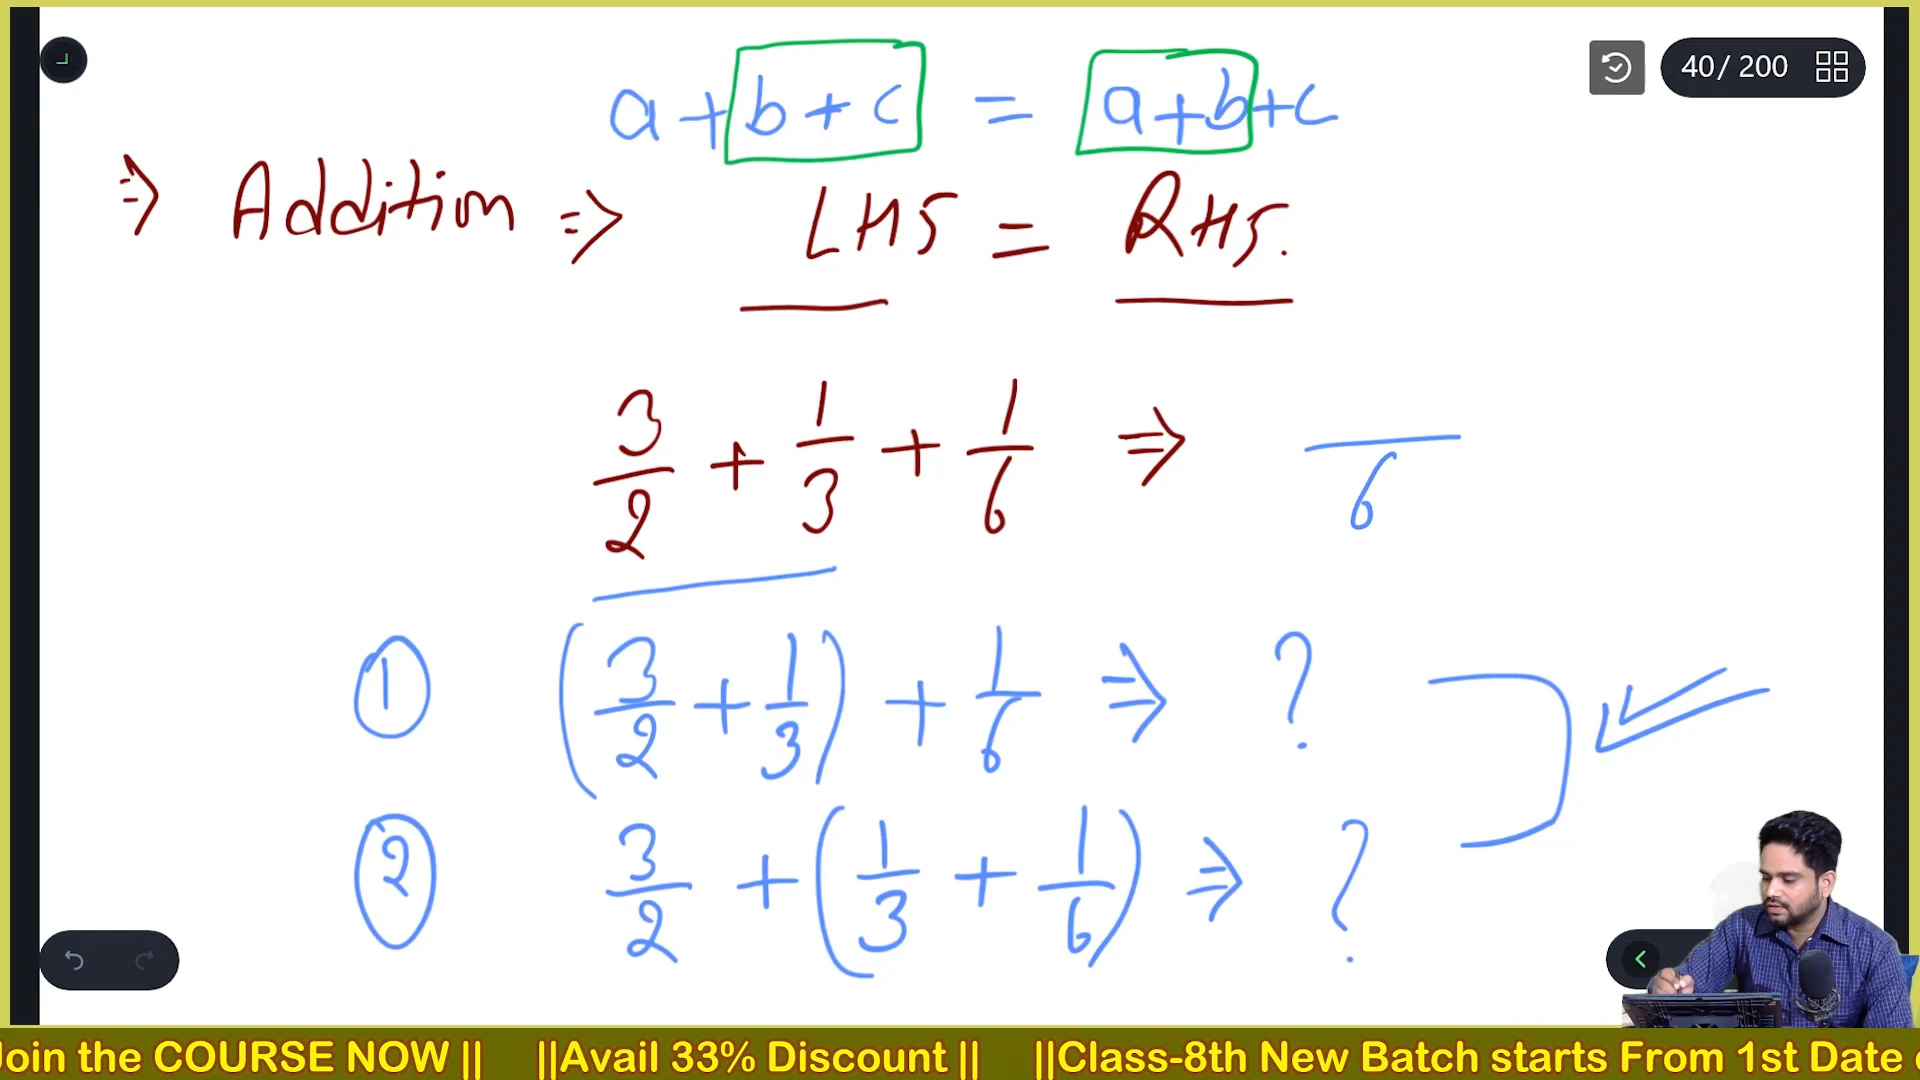 40/ 200
a + b + c = a + b + c
⇒ Addition ⇒ LHS = RHS.
3/2 + 1/3 + 1/6 ⇒ /6
① (3/2 + 1/3) + 1/6 ⇒ ?
② 3/2 + (1/3 + 1/6) ⇒ ?
Join the COURSE NOW || ||Avail 33% Discount || ||Class-8th New Batch starts From 1st Date